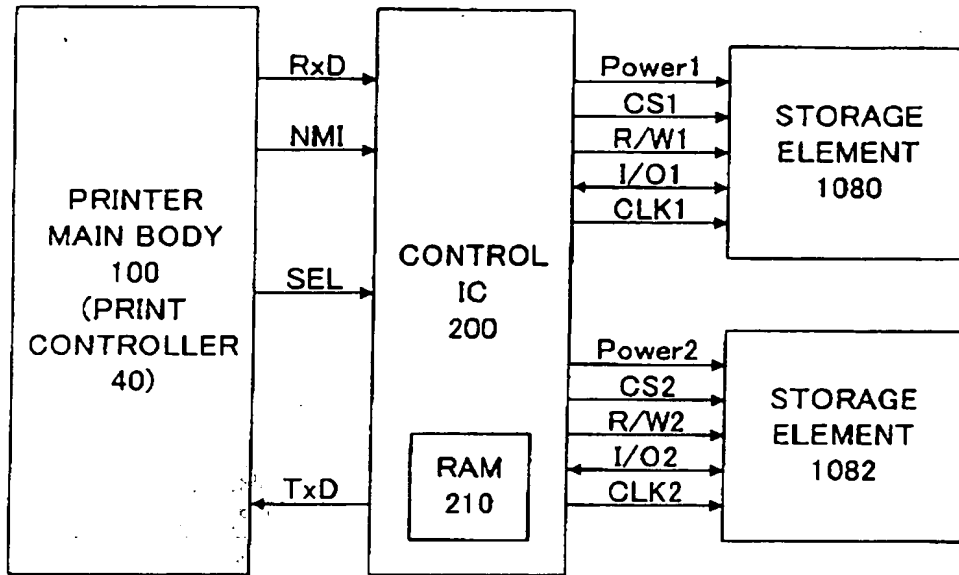 PRINTER
MAIN BODY
100
(PRINT
CONTROLLER
40)
RxD
NMI
SEL
TxD
CONTROL
IC
200
RAM
210
Power1
CS1
R/W1
I/O1
CLK1
STORAGE
ELEMENT
1080
Power2
CS2
R/W2
I/O2
CLK2
STORAGE
ELEMENT
1082